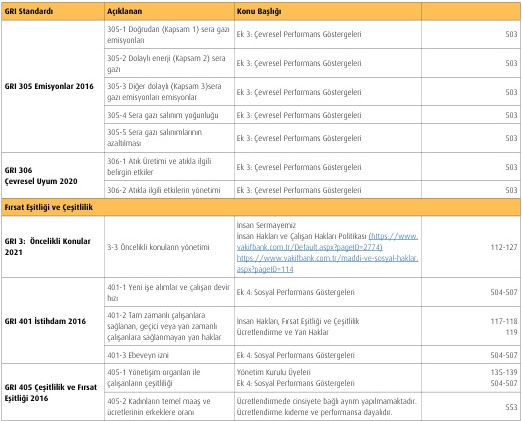 GRI Standardı Açıklanan Konu Başlığı
GRI 305 Emisyonlar 2016
305-1 Doğrudan (Kapsam 1) sera gazı
emisyonları
Ek 3: Çevresel Performans Göstergeleri 503
305-2 Dolaylı enerji (Kapsam 2) sera
gazı
Ek 3: Çevresel Performans Göstergeleri 503
305-3 Diğer dolaylı (Kapsam 3)sera
gazı emisyonları emisyonlar
Ek 3: Çevresel Performans Göstergeleri 503
305-4 Sera gazı salınım yoğunluğu Ek 3: Çevresel Performans Göstergeleri 503
305-5 Sera gazı salınımlarının
azaltılması
Ek 3: Çevresel Performans Göstergeleri 503
GRI 306
Çevresel Uyum 2020
306-1 Atık Üretimi ve atıkla ilgili
belirgin etkiler
Ek 3: Çevresel Performans Göstergeleri 503
306-2 Atıkla ilgili etkilerin yönetimi Ek 3: Çevresel Performans Göstergeleri 503
Fırsat Eşitliği ve Çeşitlilik
GRI 3: Öncelikli Konular
2021
3-3 Öncelikli konuların yönetimi
İnsan Sermayemiz
İnsan Hakları ve Çalışan Hakları Politikası (https://www.
vakifbank.com.tr/Default.aspx?pageID=2774)
https://www.vakifbank.com.tr/maddi-ve-sosyal-haklar.
aspx?pageID=114
112-127
GRI 401 İstihdam 2016
401-1 Yeni işe alımlar ve çalışan devir
hızı
Ek 4: Sosyal Performans Göstergeleri 504-507
401-2 Tam zamanlı çalışanlara
sağlanan, geçici veya yarı zamanlı
çalışanlara sağlanmayan yan haklar
İnsan Hakları, Fırsat Eşitliği ve Çeşitlilik 117-118
Ücretlendirme ve Yan Haklar 119
401-3 Ebeveyn izni Ek 4: Sosyal Performans Göstergeleri 504-507
GRI 405 Çeşitlilik ve Fırsat
Eşitliği 2016
405-1 Yönetişim organları ile
çalışanların çeşitliliği
Yönetim Kurulu Üyeleri 135-139
Ek 4: Sosyal Performans Göstergeleri 504-507
405-2 Kadınların temel maaş ve
ücretlerinin erkeklere oranı
Ücretlendirmede cinsiyete bağlı ayrım yapılmamaktadır.
Ücretlendirme kıdeme ve performansa dayalıdır.
553